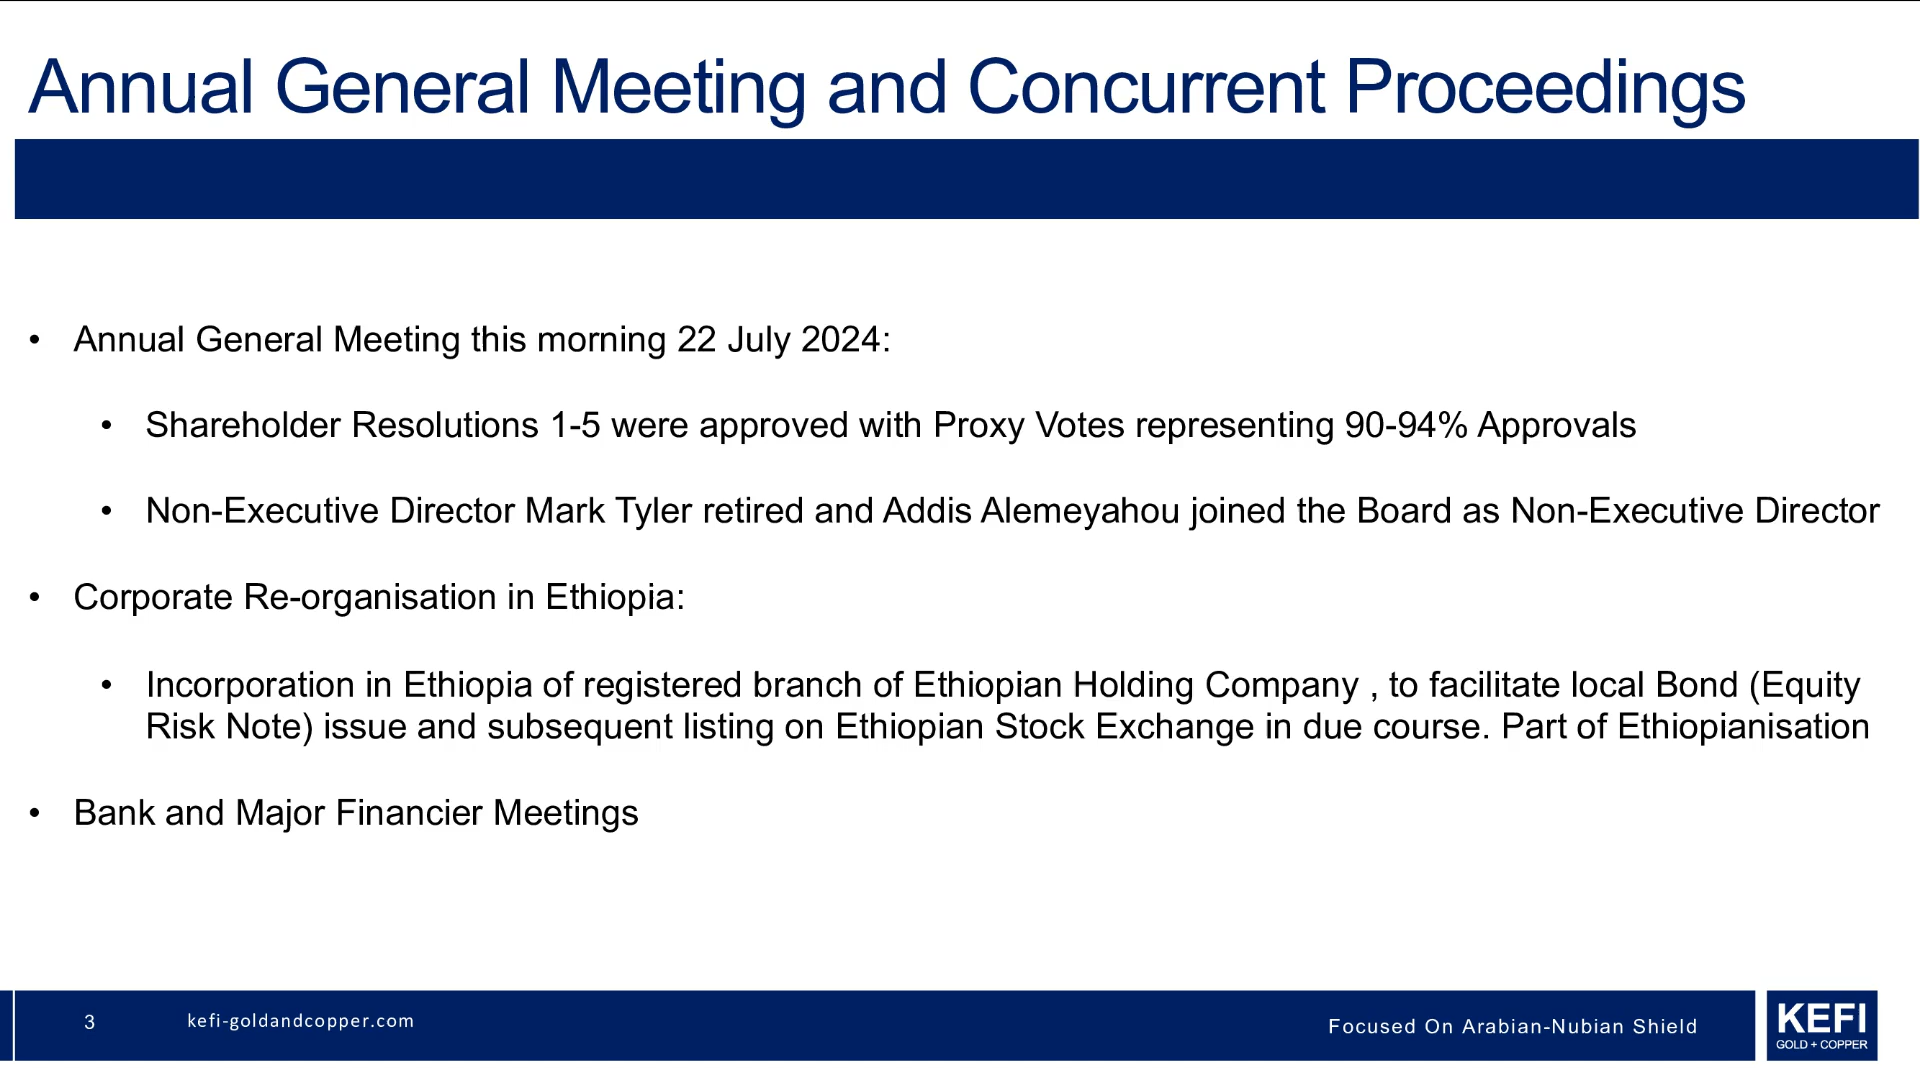 Annual General Meeting and Concurrent Proceedings
• Annual General Meeting this morning 22 July 2024:
• Shareholder Resolutions 1-5 were approved with Proxy Votes representing 90-94% Approvals
• Non-Executive Director Mark Tyler retired and Addis Alemeyahou joined the Board as Non-Executive Director
• Corporate Re-organisation in Ethiopia:
• Incorporation in Ethiopia of registered branch of Ethiopian Holding Company , to facilitate local Bond (Equity
Risk Note) issue and subsequent listing on Ethiopian Stock Exchange in due course. Part of Ethiopianisation
• Bank and Major Financier Meetings
3
kefi-goldandcopper.com
Focused On Arabian-Nubian Shield
KEFI
GOLD + COPPER